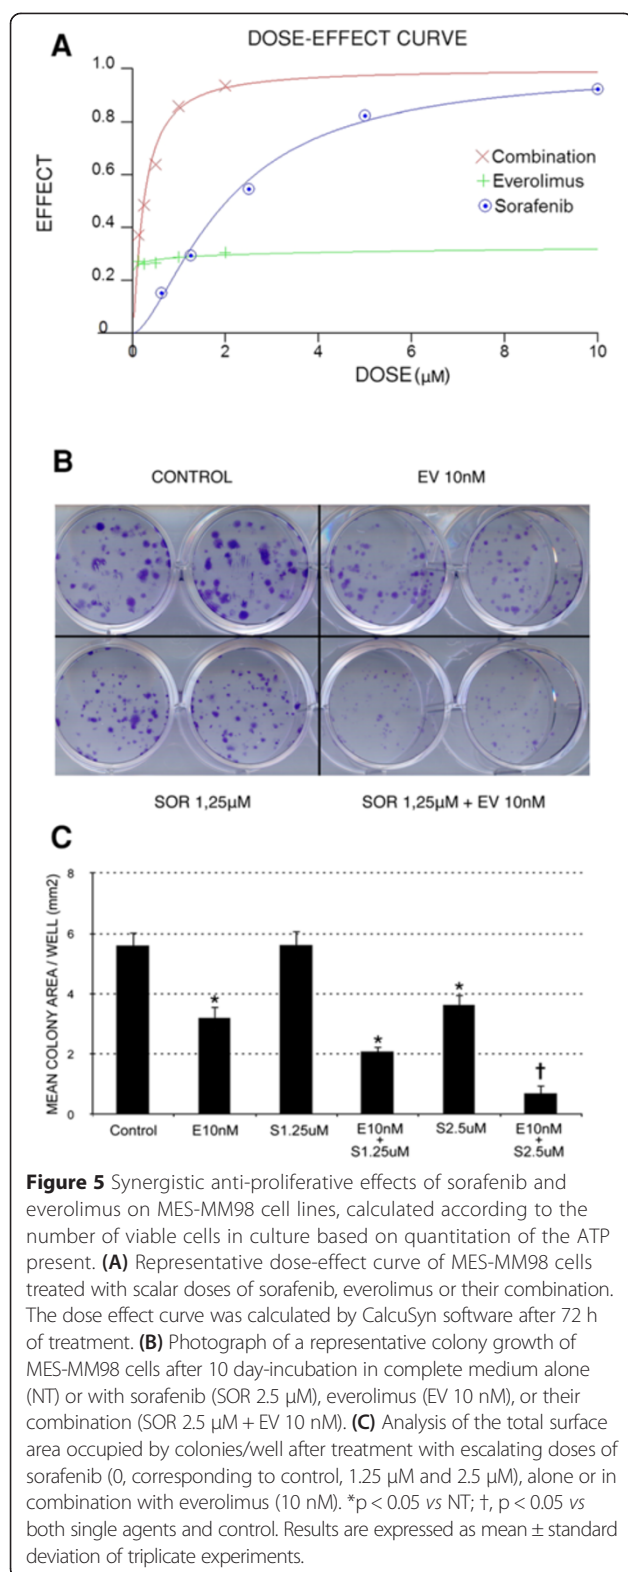 A
DOSE-EFFECT CURVE
EFFECT
1.0
0.8
0.6
0.4
0.2
0
0 2 4 6 8 10
DOSE (µM)
Combination
Everolimus
Sorafenib
B
CONTROL EV 10nM
SOR 1,25µM SOR 1,25µM + EV 10nM
C
MEAN COLONY AREA / WELL (mm2)
8
6
4
2
0
* * * †
Control E10nM S1.25uM E10nM + S1.25uM S2.5uM E10nM + S2.5uM
Figure 5 Synergistic anti-proliferative effects of sorafenib and
everolimus on MES-MM98 cell lines, calculated according to the
number of viable cells in culture based on quantitation of the ATP
present. (A) Representative dose-effect curve of MES-MM98 cells
treated with scalar doses of sorafenib, everolimus or their combination.
The dose effect curve was calculated by CalcuSyn software after 72 h
of treatment. (B) Photograph of a representative colony growth of
MES-MM98 cells after 10 day-incubation in complete medium alone
(NT) or with sorafenib (SOR 2.5 µM), everolimus (EV 10 nM), or their
combination (SOR 2.5 µM + EV 10 nM). (C) Analysis of the total surface
area occupied by colonies/well after treatment with escalating doses of
sorafenib (0, corresponding to control, 1.25 µM and 2.5 µM), alone or in
combination with everolimus (10 nM). *p < 0.05 vs NT; †, p < 0.05 vs
both single agents and control. Results are expressed as mean ± standard
deviation of triplicate experiments.